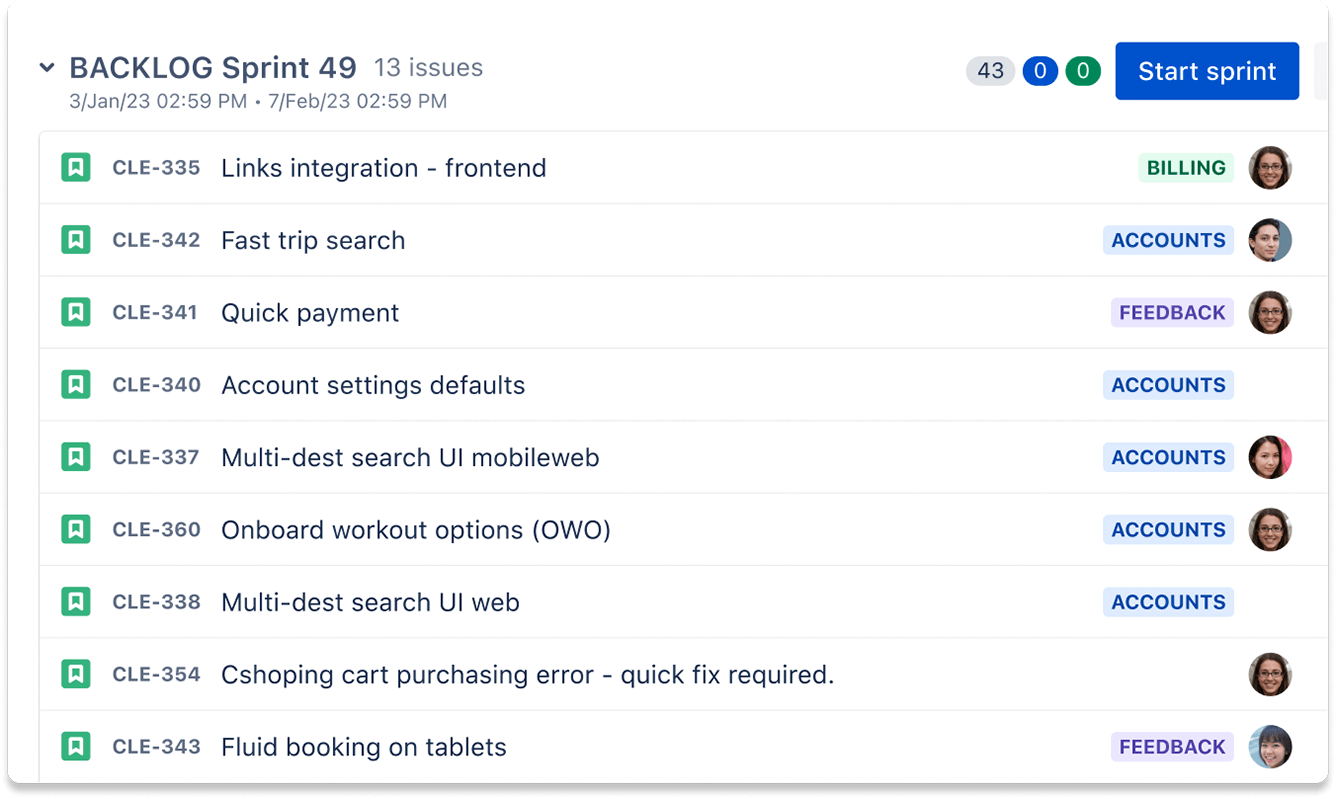 BACKLOG Sprint 49 13 issues 43 0 0 Start sprint
3/Jan/23 02:59 PM • 7/Feb/23 02:59 PM
CLE-335 Links integration - frontend BILLING
CLE-342 Fast trip search ACCOUNTS
CLE-341 Quick payment FEEDBACK
CLE-340 Account settings defaults ACCOUNTS
CLE-337 Multi-dest search UI mobileweb ACCOUNTS
CLE-360 Onboard workout options (OWO) ACCOUNTS
CLE-338 Multi-dest search UI web ACCOUNTS
CLE-354 Cshoping cart purchasing error - quick fix required.
CLE-343 Fluid booking on tablets FEEDBACK